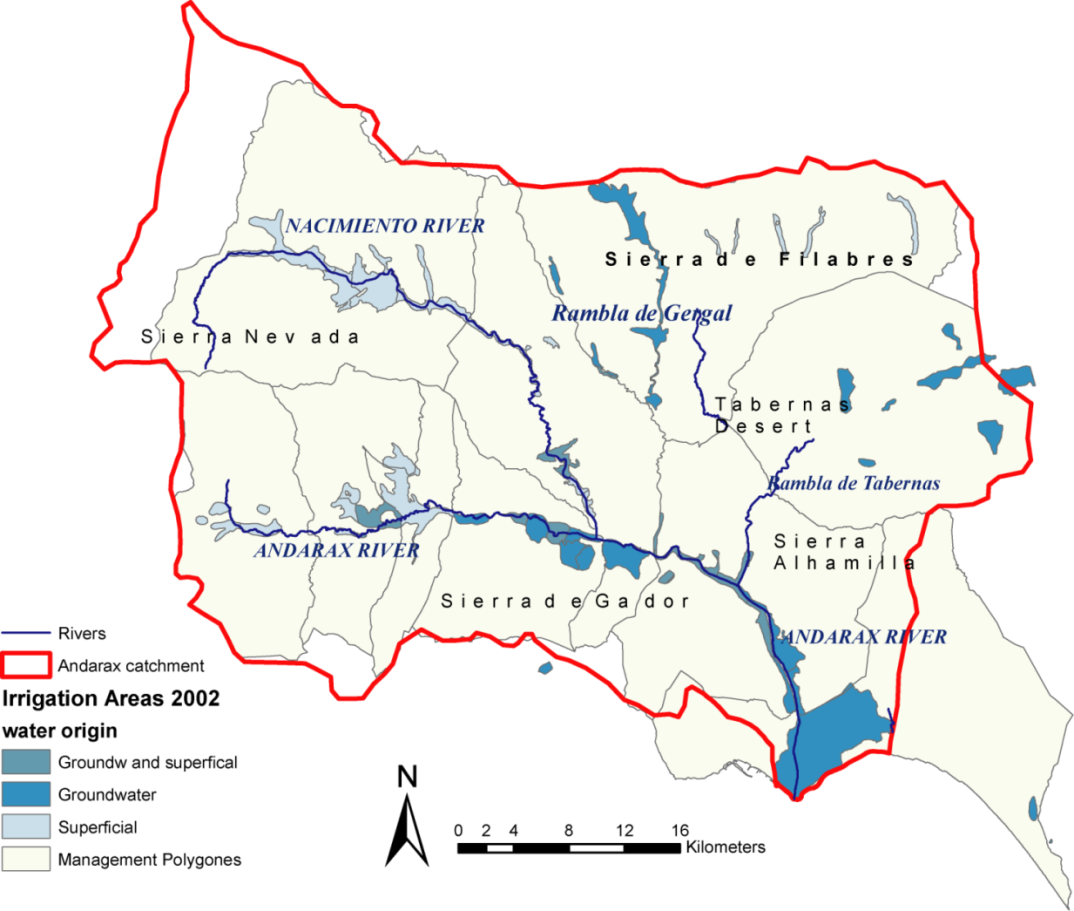 NACIMIENTO RIVER
Sierra de Filabres
Rambla de Gergal
Sierra Nevada
Tabernas
Desert
Rambla de Tabernas
ANDARAX RIVER
Sierra
Alhamilla
Sierra de Gador
ANDARAX RIVER
Rivers
Andarax catchment
Irrigation Areas 2002
water origin
Groundw and superfical
Groundwater
Superficial
Management Polygones
N
0 2 4 8 12 16
Kilometers